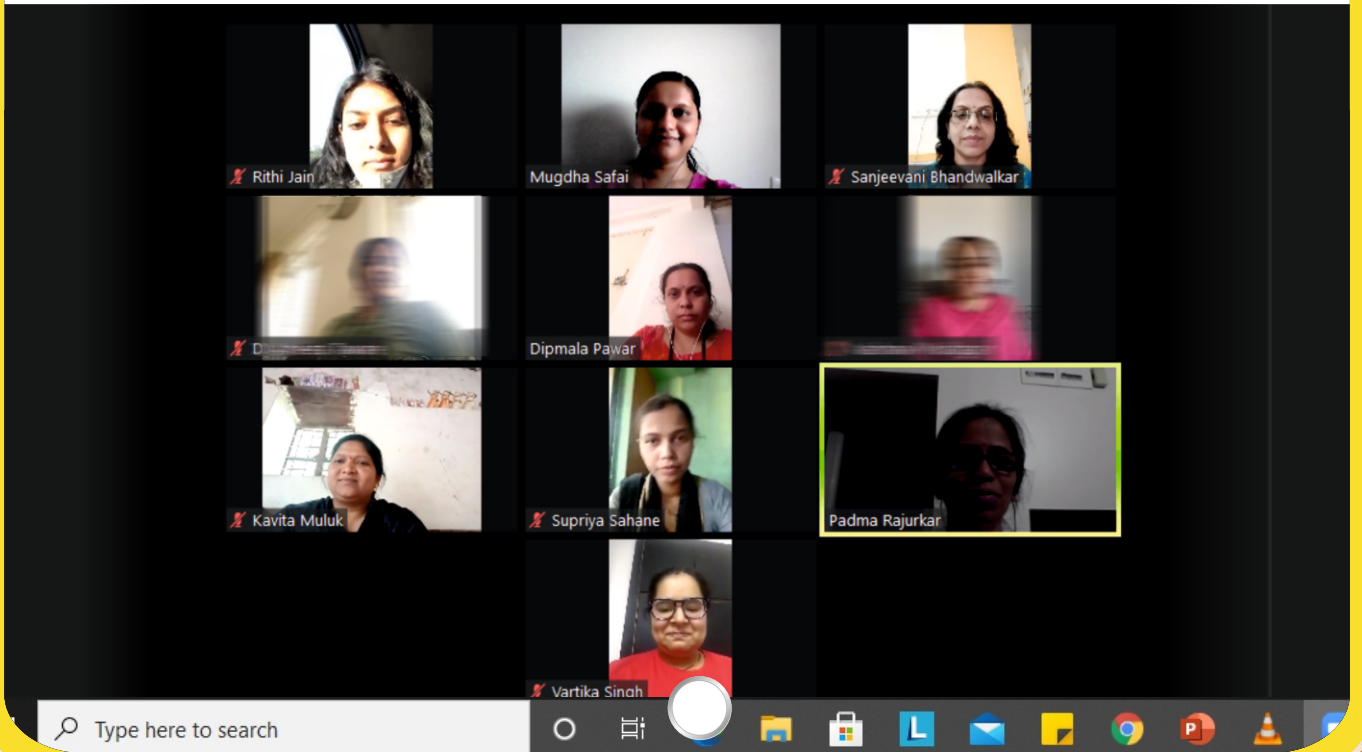 Rithi Jain
Mugdha Safai
Sanjeevani Bhandwalkar
Dipmala Pawar
Kavita Muluk
Supriya Sahane
Padma Rajurkar
Vartika Singh
Type here to search
L
P